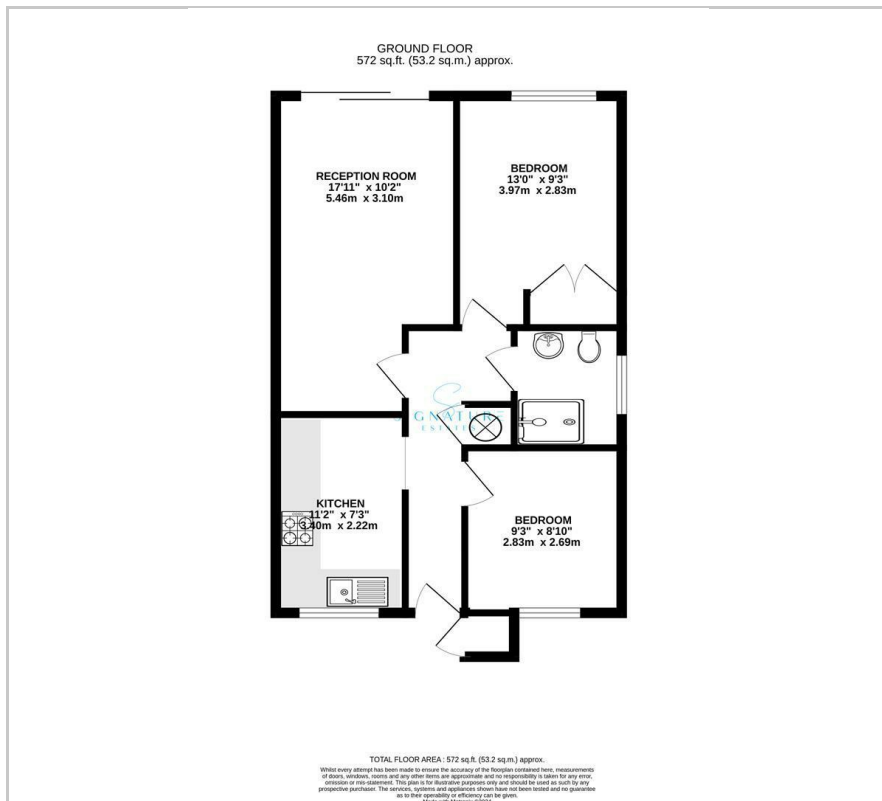 GROUND FLOOR
572 sq.ft. (53.2 sq.m.) approx.
RECEPTION ROOM
17'11" x 10'2"
5.46m x 3.10m
BEDROOM
13'0" x 9'3"
3.97m x 2.83m
SIGNATURE
ESTATES
KITCHEN
11'2" x 7'3"
3.40m x 2.22m
BEDROOM
9'3" x 8'10"
2.83m x 2.69m
TOTAL FLOOR AREA : 572 sq.ft. (53.2 sq.m.) approx.
Whilst every attempt has been made to ensure the accuracy of the floorplan contained here, measurements
of doors, windows, rooms and any other items are approximate and no responsibility is taken for any error,
omission or mis-statement. This plan is for illustrative purposes only and should be used as such by any
prospective purchaser. The services, systems and appliances shown have not been tested and no guarantee
as to their operability or efficiency can be given.
Made with Metropix ©2024